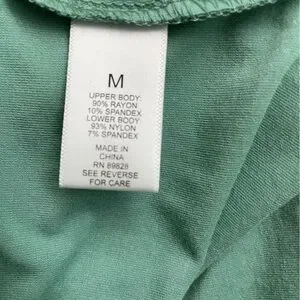 M
UPPER BODY:
90% RAYON
10% SPANDEX
LOWER BODY:
93% NYLON
7% SPANDEX
MADE IN
CHINA
RN 89828
SEE REVERSE
FOR CARE